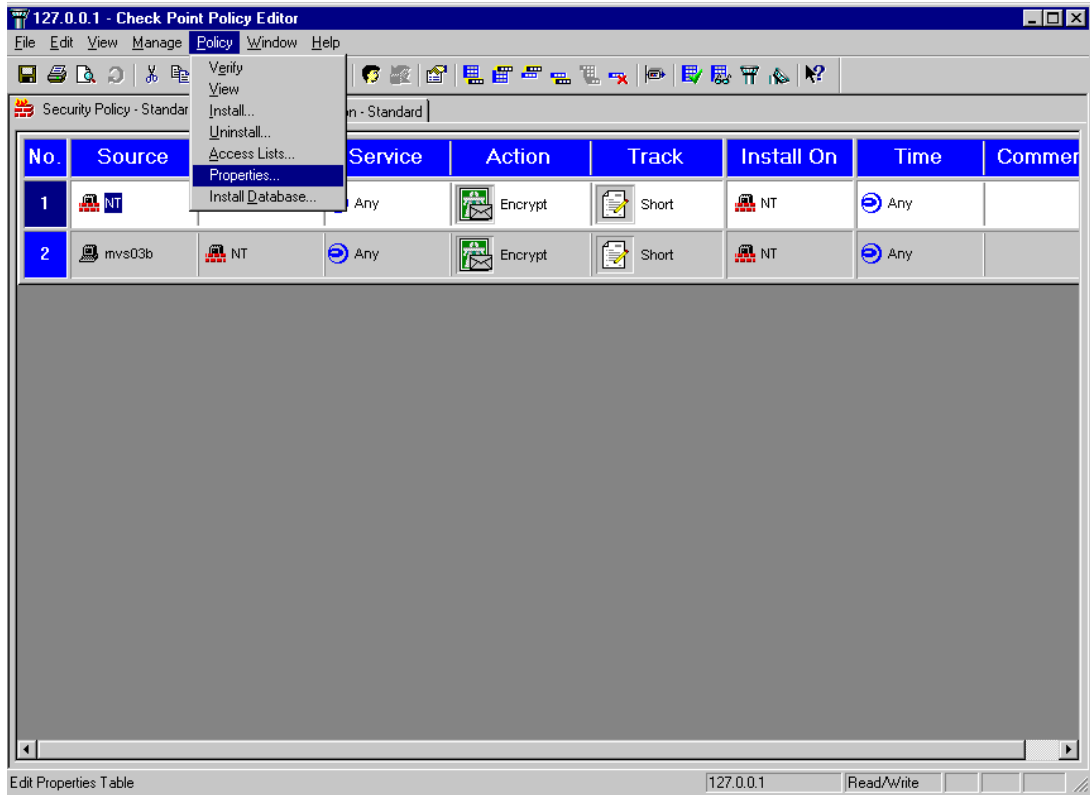 127.0.0.1 - Check Point Policy Editor
File Edit View Manage Policy Window Help
Verify
View
Install...
Uninstall...
Access Lists...
Properties...
Install Database...
Security Policy - Standar
n - Standard
No. Source Service Action Track Install On Time Commer
1 NT Any Encrypt Short NT Any
2 mvs03b NT Any Encrypt Short NT Any
Edit Properties Table 127.0.0.1 Read/Write